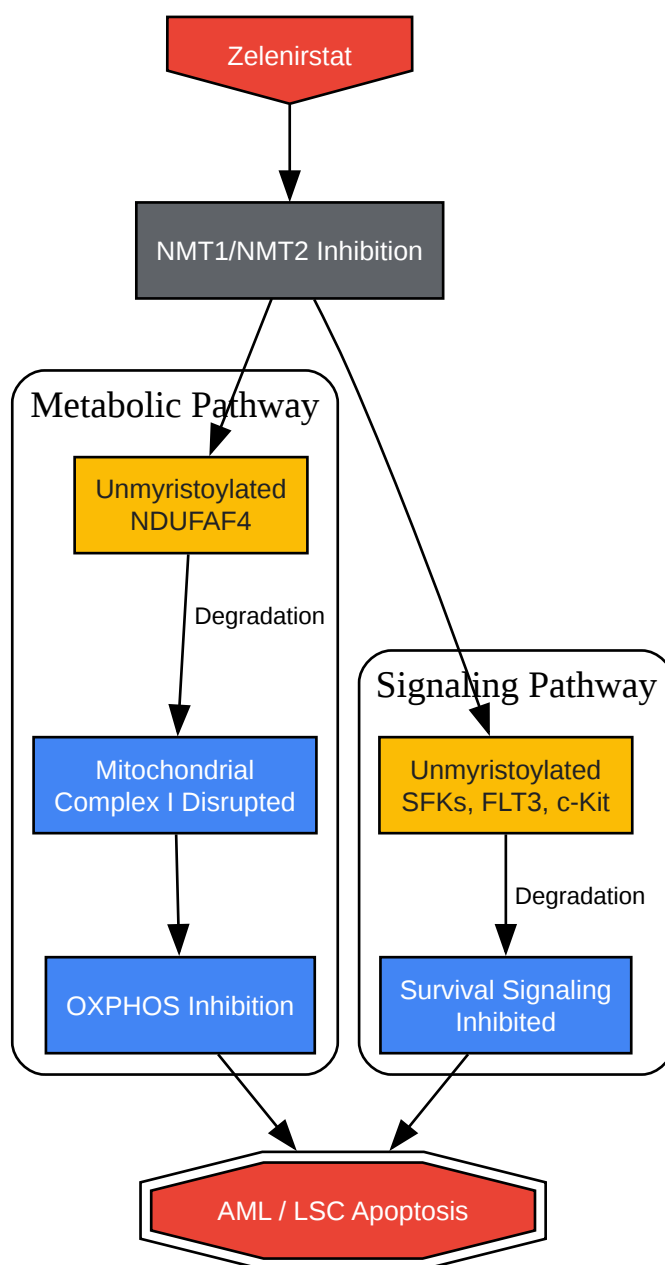 Zelenirstat
NMT1/NMT2 Inhibition
Metabolic Pathway
Unmyristoylated
NDUFAF4
Degradation
Mitochondrial
Complex I Disrupted
OXPHOS Inhibition
Signaling Pathway
Unmyristoylated
SFKs, FLT3, c-Kit
Degradation
Survival Signaling
Inhibited
AML / LSC Apoptosis